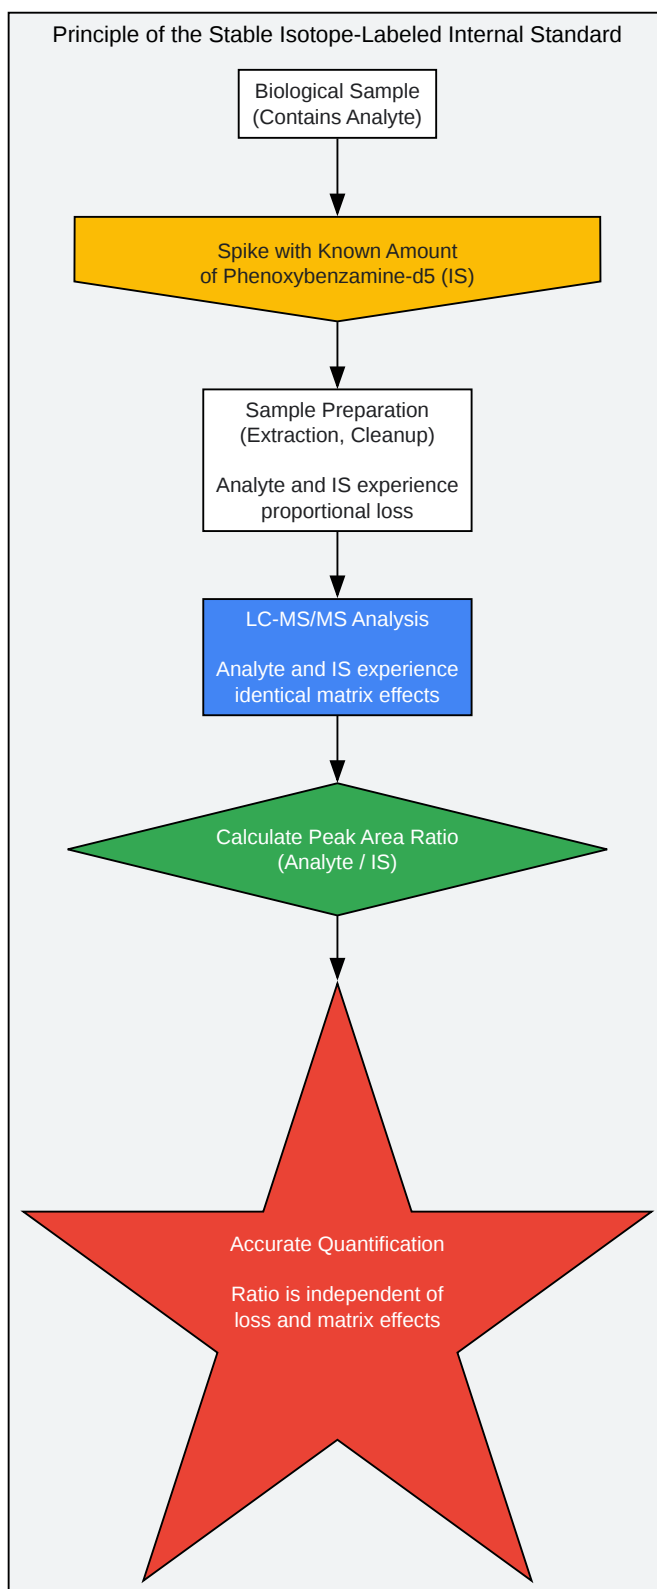 Principle of the Stable Isotope-Labeled Internal Standard
Biological Sample
(Contains Analyte)
Spike with Known Amount
of Phenoxybenzamine-d5 (IS)
Sample Preparation
(Extraction, Cleanup)
Analyte and IS experience
proportional loss
LC-MS/MS Analysis
Analyte and IS experience
identical matrix effects
Calculate Peak Area Ratio
(Analyte / IS)
Accurate Quantification
Ratio is independent of
loss and matrix effects